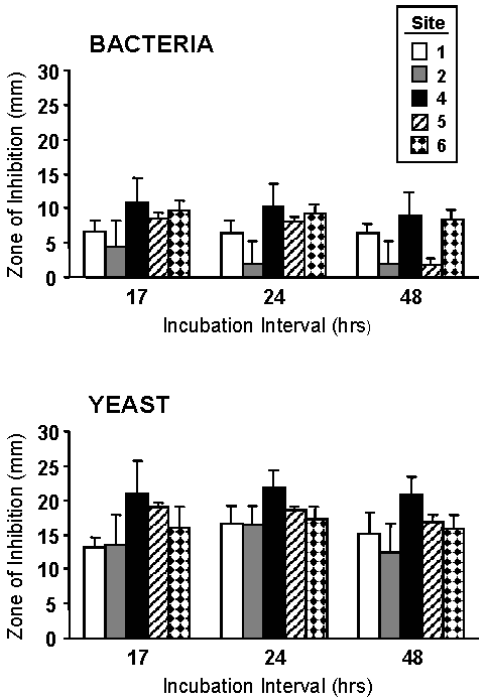 BACTERIA
Site
1
2
4
5
6
Zone of Inhibition (mm)
30
25
20
15
10
5
0
17 24 48
Incubation Interval (hrs)
YEAST
Zone of Inhibition (mm)
30
25
20
15
10
5
0
17 24 48
Incubation Interval (hrs)